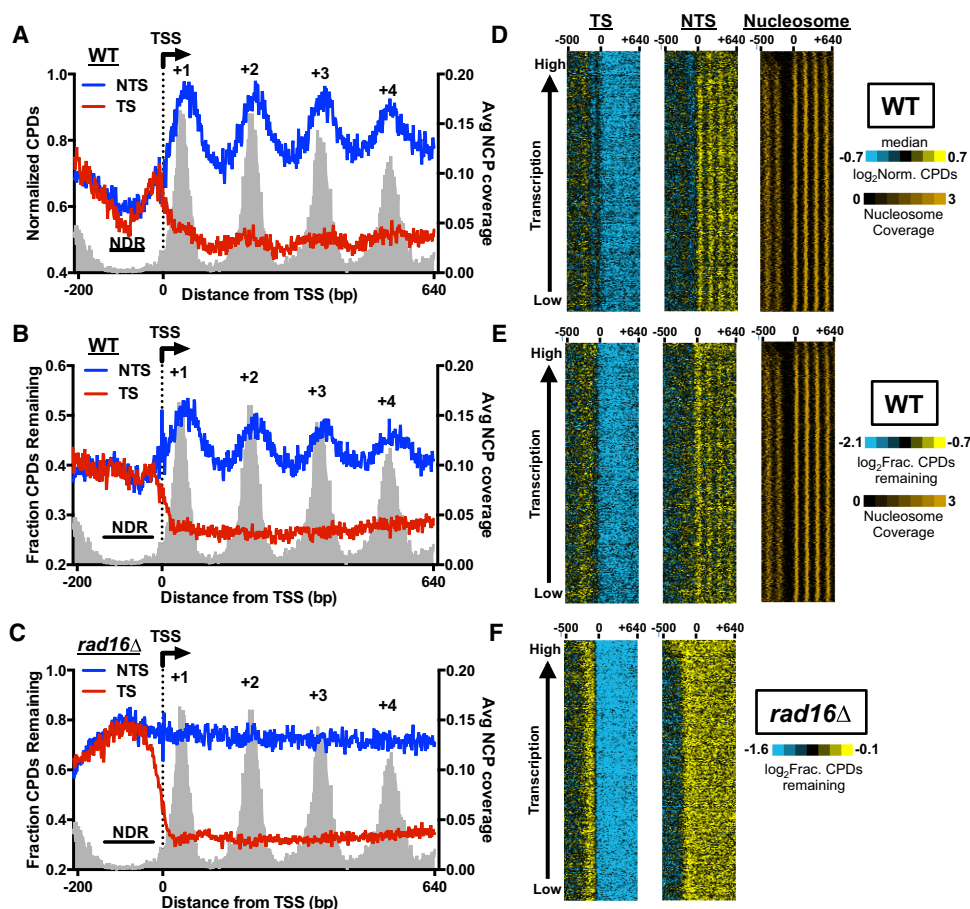 A
WT
NTS
TS
TSS
+1
+2
+3
+4
NDR
Normalized CPDs
1.0
0.8
0.6
0.4
Avg NCP coverage
0.20
0.15
0.10
0.05
0.00
-200
0
640
Distance from TSS (bp)
B
WT
NTS
TS
TSS
+1
+2
+3
+4
NDR
Fraction CPDs Remaining
0.6
0.5
0.4
0.3
0.2
Avg NCP coverage
0.20
0.15
0.10
0.05
0.00
-200
0
640
Distance from TSS (bp)
C
rad16Δ
NTS
TS
TSS
+1
+2
+3
+4
NDR
Fraction CPDs Remaining
1.0
0.8
0.6
0.4
0.2
Avg NCP coverage
0.20
0.15
0.10
0.05
0.00
-200
0
640
Distance from TSS (bp)
D
TS
NTS
Nucleosome
-500 0 +640
-500 0 +640
-500 0 +640
High
Transcription
Low
WT
median
-0.7 0.7
log2Norm. CPDs
0 3
Nucleosome
Coverage
E
-500 0 +640
-500 0 +640
-500 0 +640
High
Transcription
Low
WT
-2.1 -0.7
log2Frac. CPDs
remaining
0 3
Nucleosome
Coverage
F
-500 0 +640
-500 0 +640
High
Transcription
Low
rad16Δ
-1.6 -0.1
log2Frac. CPDs
remaining